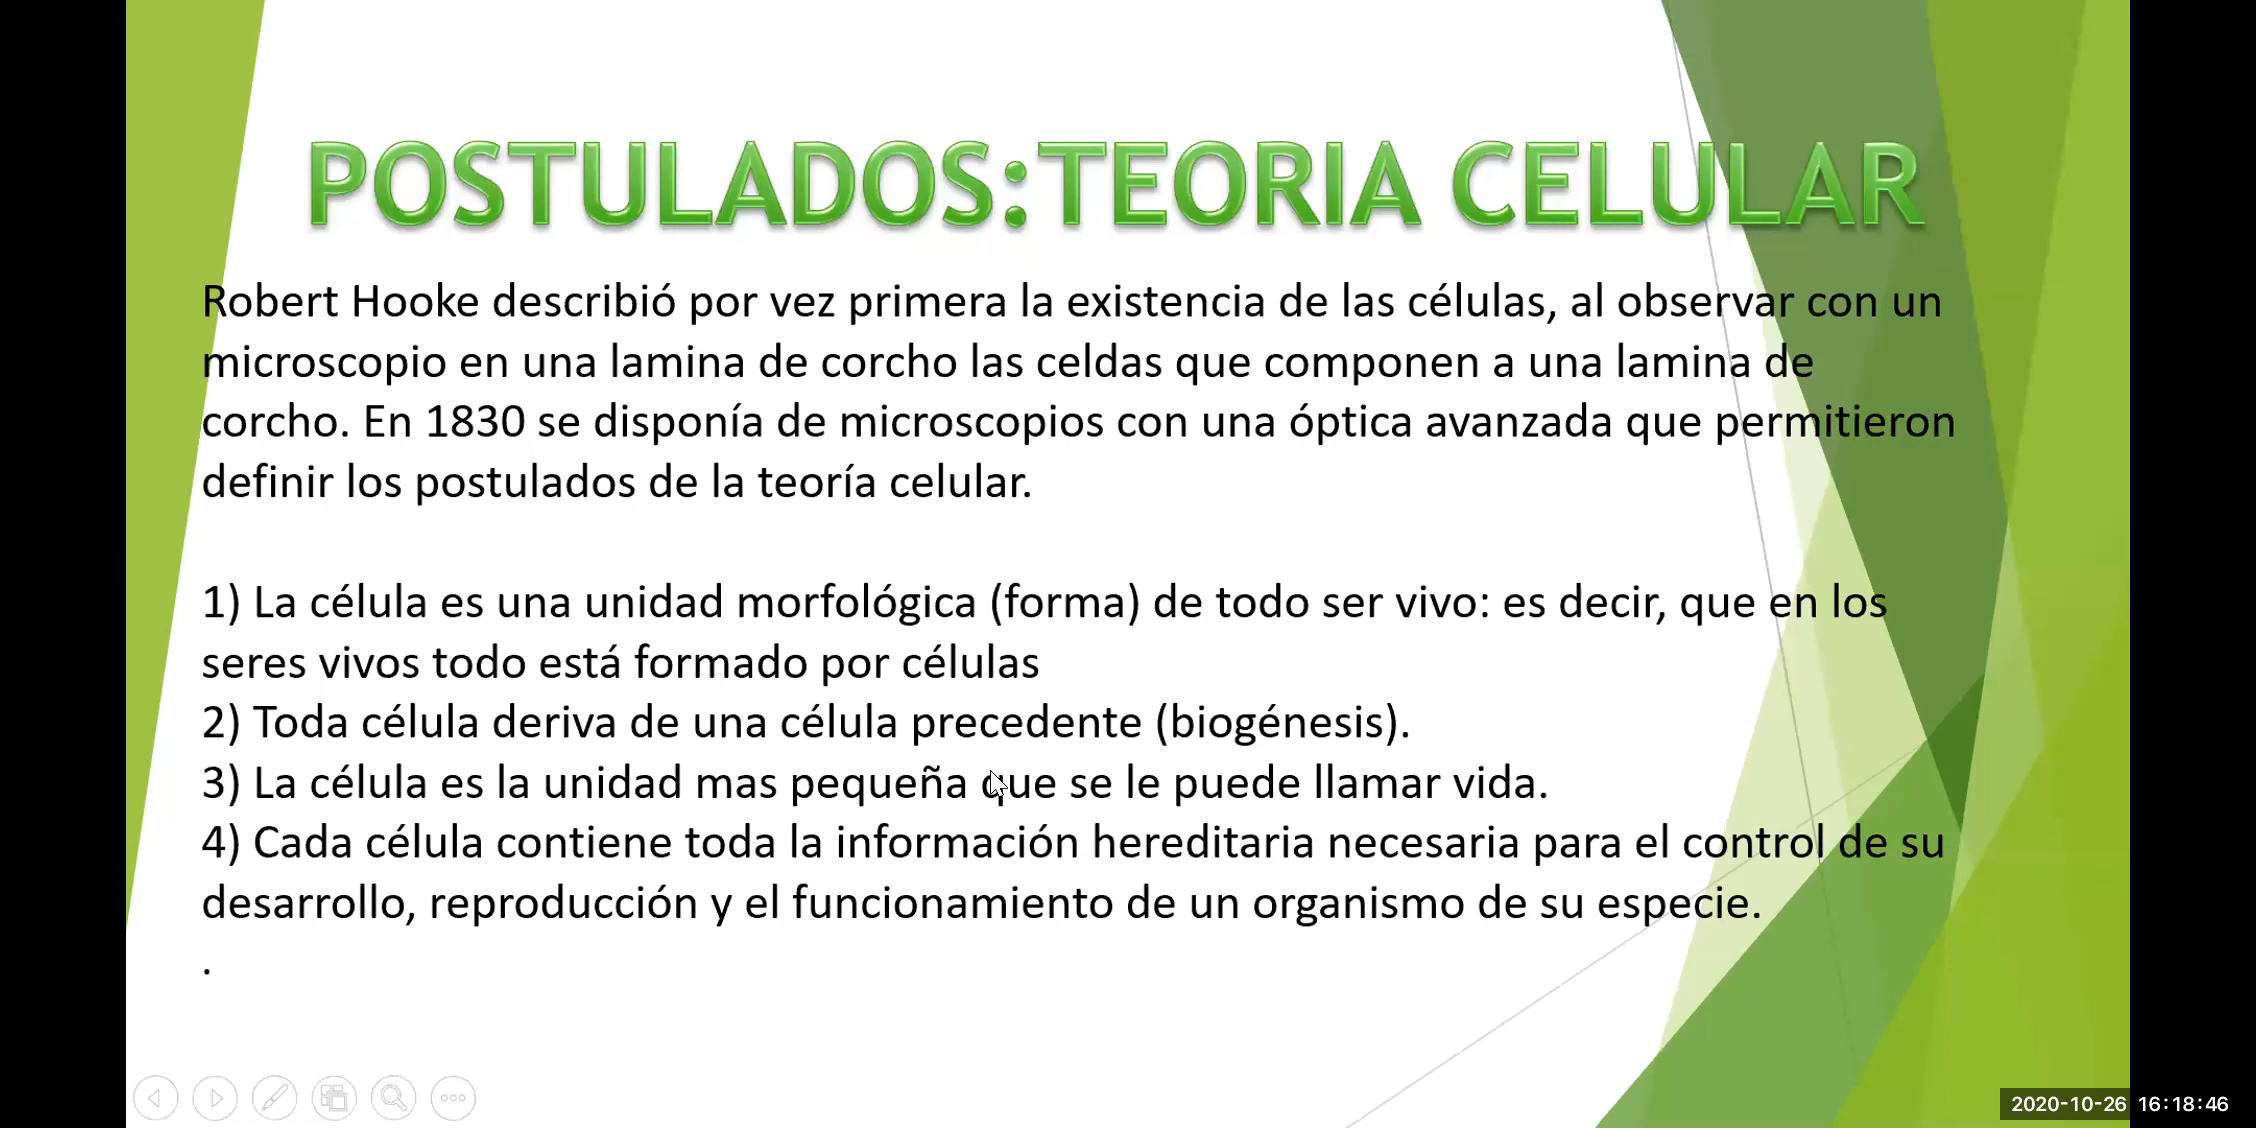 POSTULADOS:TEORIA CELULAR
Robert Hooke describió por vez primera la existencia de las células, al observar con un
microscopio en una lamina de corcho las celdas que componen a una lamina de
corcho. En 1830 se disponía de microscopios con una óptica avanzada que permitieron
definir los postulados de la teoría celular.
1) La célula es una unidad morfológica (forma) de todo ser vivo: es decir, que en los
seres vivos todo está formado por células
2) Toda célula deriva de una célula precedente (biogénesis).
3) La célula es la unidad mas pequeña que se le puede llamar vida.
4) Cada célula contiene toda la información hereditaria necesaria para el control de su
desarrollo, reproducción y el funcionamiento de un organismo de su especie.
.
2020-10-26 16:18:46